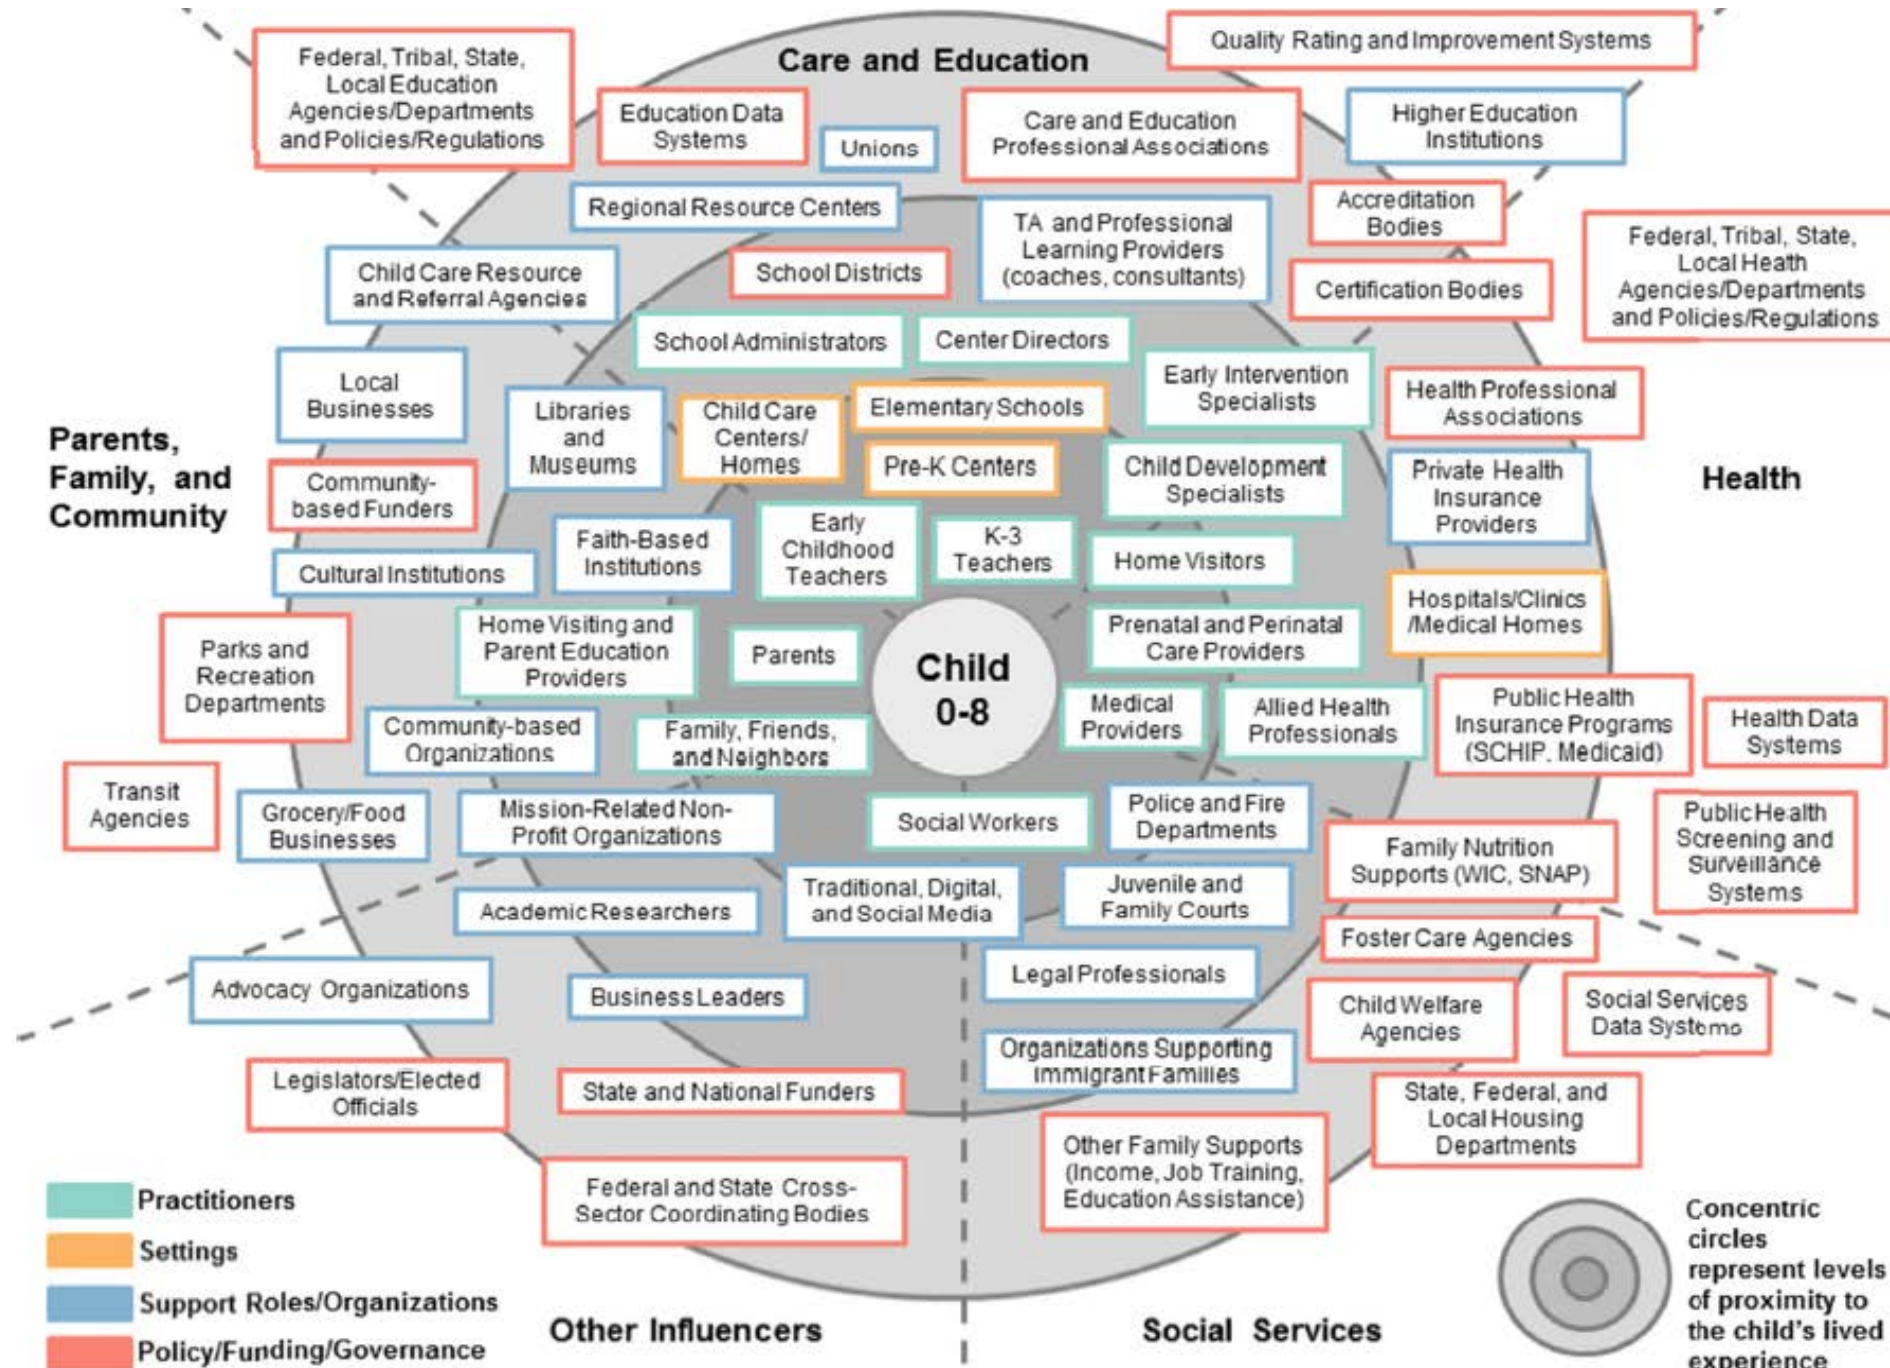 Care and Education
Quality Rating and Improvement Systems
Federal, Tribal, State,
Local Education
Agencies/Departments
and Policies/Regulations
Education Data
Systems
Unions
Care and Education
Professional Associations
Higher Education
Institutions
Regional Resource Centers
TA and Professional
Learning Providers
(coaches, consultants)
Accreditation
Bodies
Federal, Tribal, State,
Local Health
Agencies/Departments
and Policies/Regulations
Child Care Resource
and Referral Agencies
School Districts
Certification Bodies
School Administrators
Center Directors
Local
Businesses
Libraries
and
Museums
Child Care
Centers/
Homes
Elementary Schools
Early Intervention
Specialists
Health Professional
Associations
Parents,
Family, and
Community
Community-
based Funders
Pre-K Centers
Child Development
Specialists
Private Health
Insurance
Providers
Health
Cultural Institutions
Faith-Based
Institutions
Early
Childhood
Teachers
K-3
Teachers
Home Visitors
Hospitals/Clinics
/Medical Homes
Parks and
Recreation
Departments
Home Visiting and
Parent Education
Providers
Parents
Child
0-8
Prenatal and Perinatal
Care Providers
Community-based
Organizations
Family, Friends,
and Neighbors
Medical
Providers
Allied Health
Professionals
Public Health
Insurance Programs
(SCHIP. Medicaid)
Health Data
Systems
Transit
Agencies
Grocery/Food
Businesses
Mission-Related Non-
Profit Organizations
Social Workers
Police and Fire
Departments
Family Nutrition
Supports (WIC, SNAP)
Public Health
Screening and
Surveillance
Systems
Academic Researchers
Traditional, Digital,
and Social Media
Juvenile and
Family Courts
Foster Care Agencies
Advocacy Organizations
Business Leaders
Legal Professionals
Child Welfare
Agencies
Social Services
Data Systems
Legislators/Elected
Officials
State and National Funders
Organizations Supporting
Immigrant Families
State, Federal, and
Local Housing
Departments
Federal and State Cross-
Sector Coordinating Bodies
Other Family Supports
(Income, Job Training,
Education Assistance)
Practitioners
Settings
Support Roles/Organizations
Policy/Funding/Governance
Other Influencers
Social Services
Concentric
circles
represent levels
of proximity to
the child's lived
experience